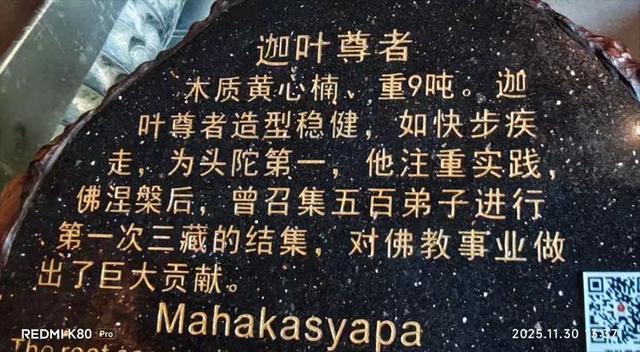 迦叶尊者
木质黄心楠、重9吨。迦
叶尊者造型稳健，如快步疾
走，为头陀第一，他注重实践，
佛涅槃后，曾召集五百弟子进行
第一次三藏的结集，对佛教事业做
出了巨大贡献。
Mahakasyapa
The root
REDMI K80 Pro
2025.11.30